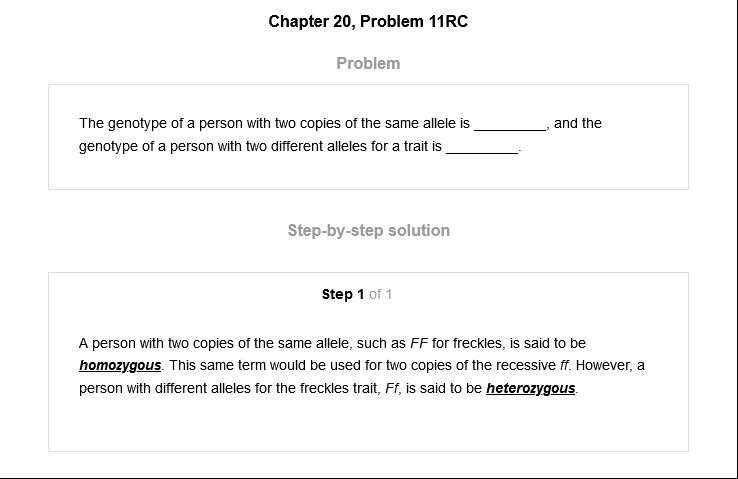 Chapter 20, Problem 11RC
Problem
The genotype of a person with two copies of the same allele is _________, and the
genotype of a person with two different alleles for a trait is _________.
Step-by-step solution
Step 1 of 1
A person with two copies of the same allele, such as FF for freckles, is said to be
homozygous. This same term would be used for two copies of the recessive ff. However, a
person with different alleles for the freckles trait, Ff, is said to be heterozygous.